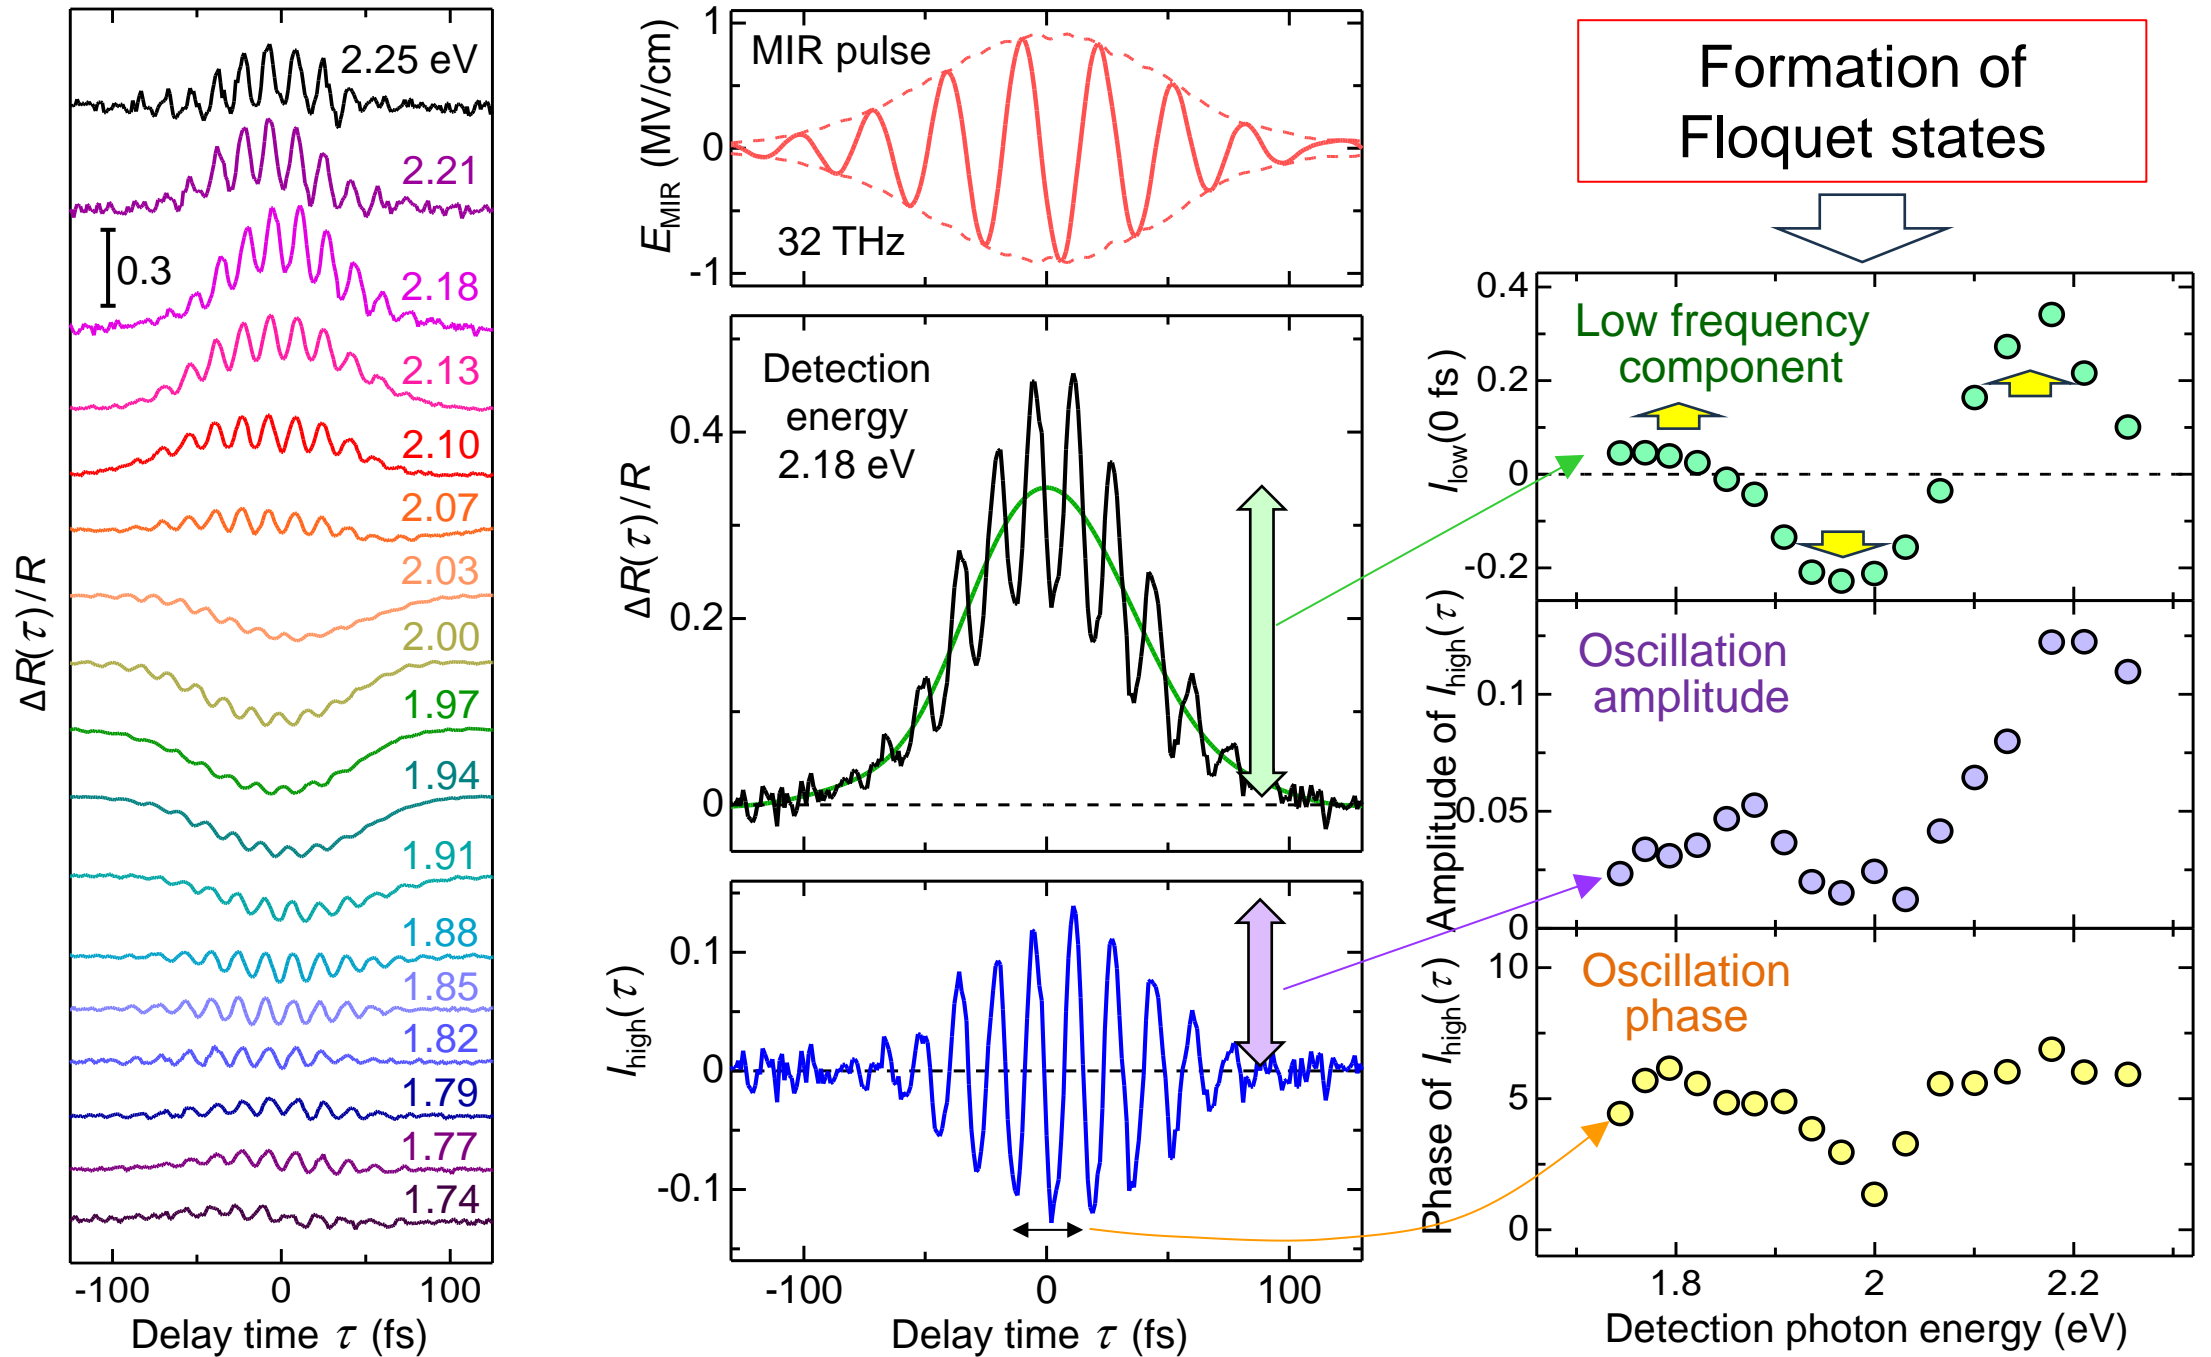 2.25 eV
2.21
0.3
2.18
2.13
2.10
2.07
2.03
2.00
1.97
1.94
1.91
1.88
1.85
1.82
1.79
1.77
1.74
ΔR(τ)/R
-100
0
100
Delay time τ (fs)
MIR pulse
32 THz
E_MIR (MV/cm)
1
0
-1
Detection
energy
2.18 eV
ΔR(τ)/R
0.4
0.2
0
I_high(τ)
0.1
0
-0.1
-100
0
100
Delay time τ (fs)
Formation of
Floquet states
Low frequency
component
I_low(0 fs)
0.4
0.2
0
-0.2
Oscillation
amplitude
Amplitude of I_high(τ)
0.1
0.05
0
Oscillation
phase
Phase of I_high(τ)
10
5
0
1.8
2
2.2
Detection photon energy (eV)